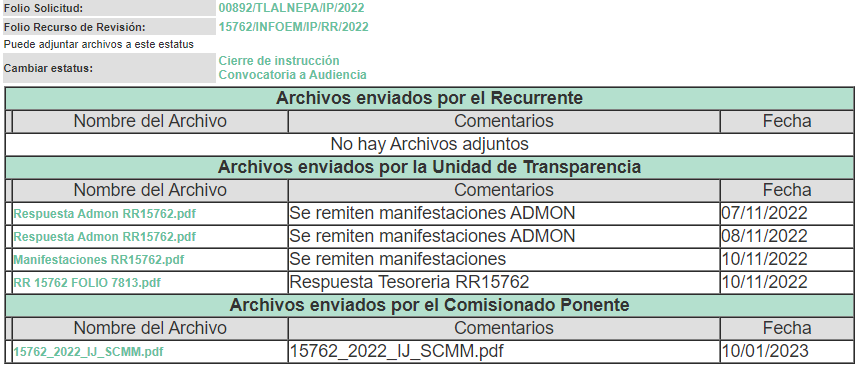 Folio Solicitud: 00892/TLALNEPA/IP/2022
Folio Recurso de Revisión: 15762/INFOEM/IP/RR/2022
Puede adjuntar archivos a este estatus
Cambiar estatus: Cierre de instrucción
Convocatoria a Audiencia
Archivos enviados por el Recurrente
Nombre del Archivo Comentarios Fecha
No hay Archivos adjuntos
Archivos enviados por la Unidad de Transparencia
Nombre del Archivo Comentarios Fecha
Respuesta Admon RR15762.pdf Se remiten manifestaciones ADMON 07/11/2022
Respuesta Admon RR15762.pdf Se remiten manifestaciones ADMON 08/11/2022
Manifestaciones RR15762.pdf Se remiten manifestaciones 10/11/2022
RR 15762 FOLIO 7813.pdf Respuesta Tesoreria RR15762 10/11/2022
Archivos enviados por el Comisionado Ponente
Nombre del Archivo Comentarios Fecha
15762_2022_IJ_SCMM.pdf 15762_2022_IJ_SCMM.pdf 10/01/2023